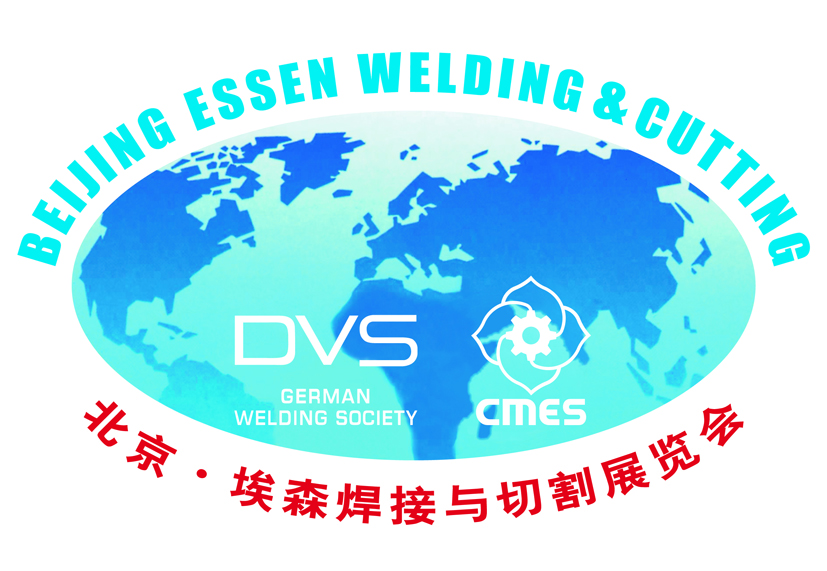 BEIJING ESSEN WELDING & CUTTING
DVS
GERMAN
WELDING SOCIETY
CMES
北京·埃森焊接与切割展览会